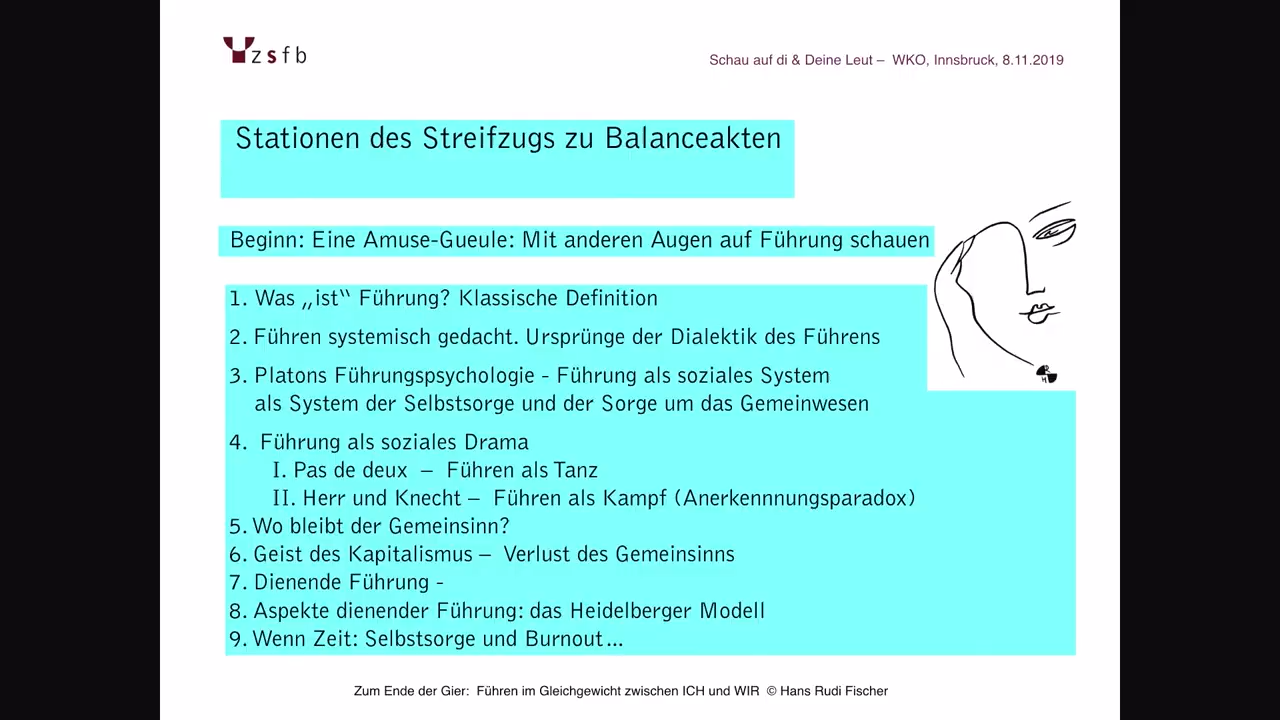 zsfb
Schau auf di & Deine Leut – WKO, Innsbruck, 8.11.2019
Stationen des Streifzugs zu Balanceakten
Beginn: Eine Amuse-Gueule: Mit anderen Augen auf Führung schauen
1. Was „ist“ Führung? Klassische Definition
2. Führen systemisch gedacht. Ursprünge der Dialektik des Führens
3. Platons Führungspsychologie - Führung als soziales System
als System der Selbstsorge und der Sorge um das Gemeinwesen
4. Führung als soziales Drama
I. Pas de deux – Führen als Tanz
II. Herr und Knecht – Führen als Kampf (Anerkennnungsparadox)
5. Wo bleibt der Gemeinsinn?
6. Geist des Kapitalismus – Verlust des Gemeinsinns
7. Dienende Führung -
8. Aspekte dienender Führung: das Heidelberger Modell
9. Wenn Zeit: Selbstsorge und Burnout...
R
H
Zum Ende der Gier: Führen im Gleichgewicht zwischen ICH und WIR © Hans Rudi Fischer